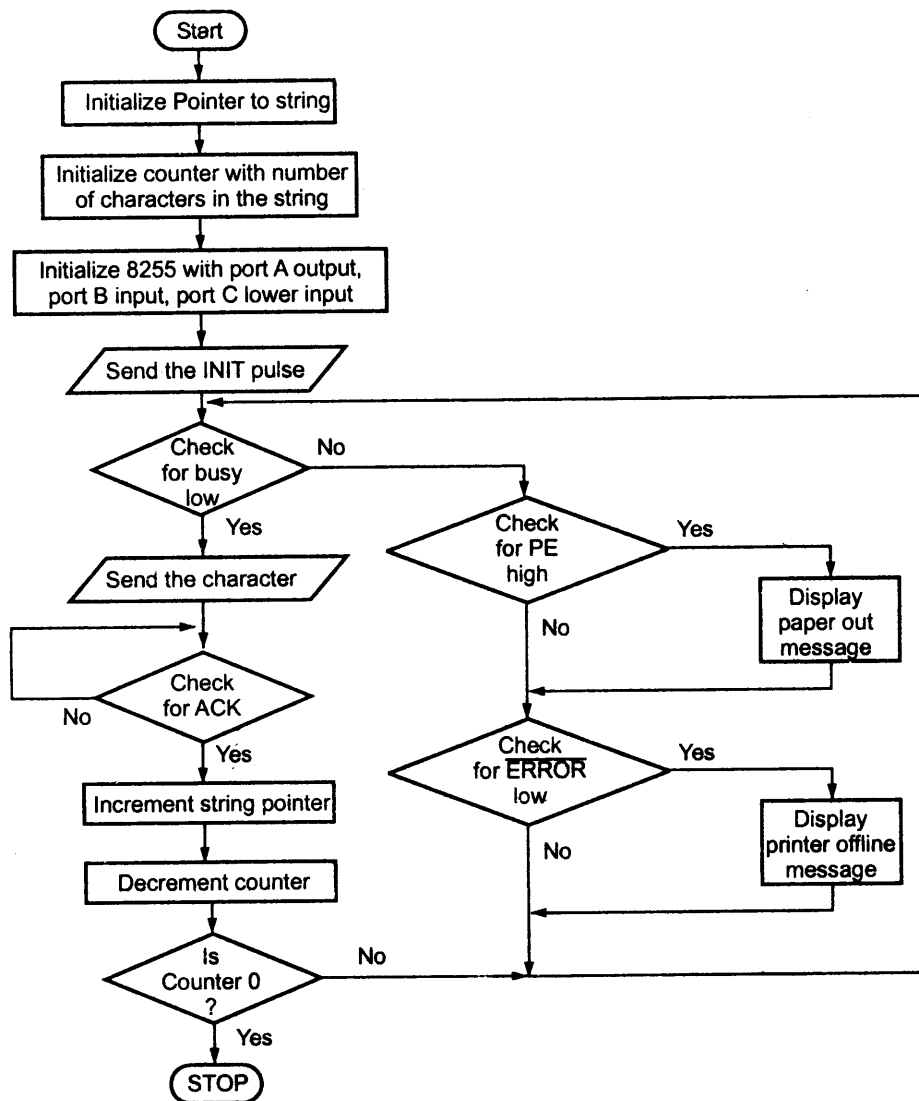 Start
Initialize Pointer to string
Initialize counter with number
of characters in the string
Initialize 8255 with port A output,
port B input, port C lower input
Send the INIT pulse
Check
for busy
low
No
Yes
Check
for PE
high
Yes
No
Display
paper out
message
Send the character
Check
for ACK
No
Yes
Check
for ERROR
low
Yes
No
Display
printer offline
message
Increment string pointer
Decrement counter
Is
Counter 0
?
No
Yes
STOP